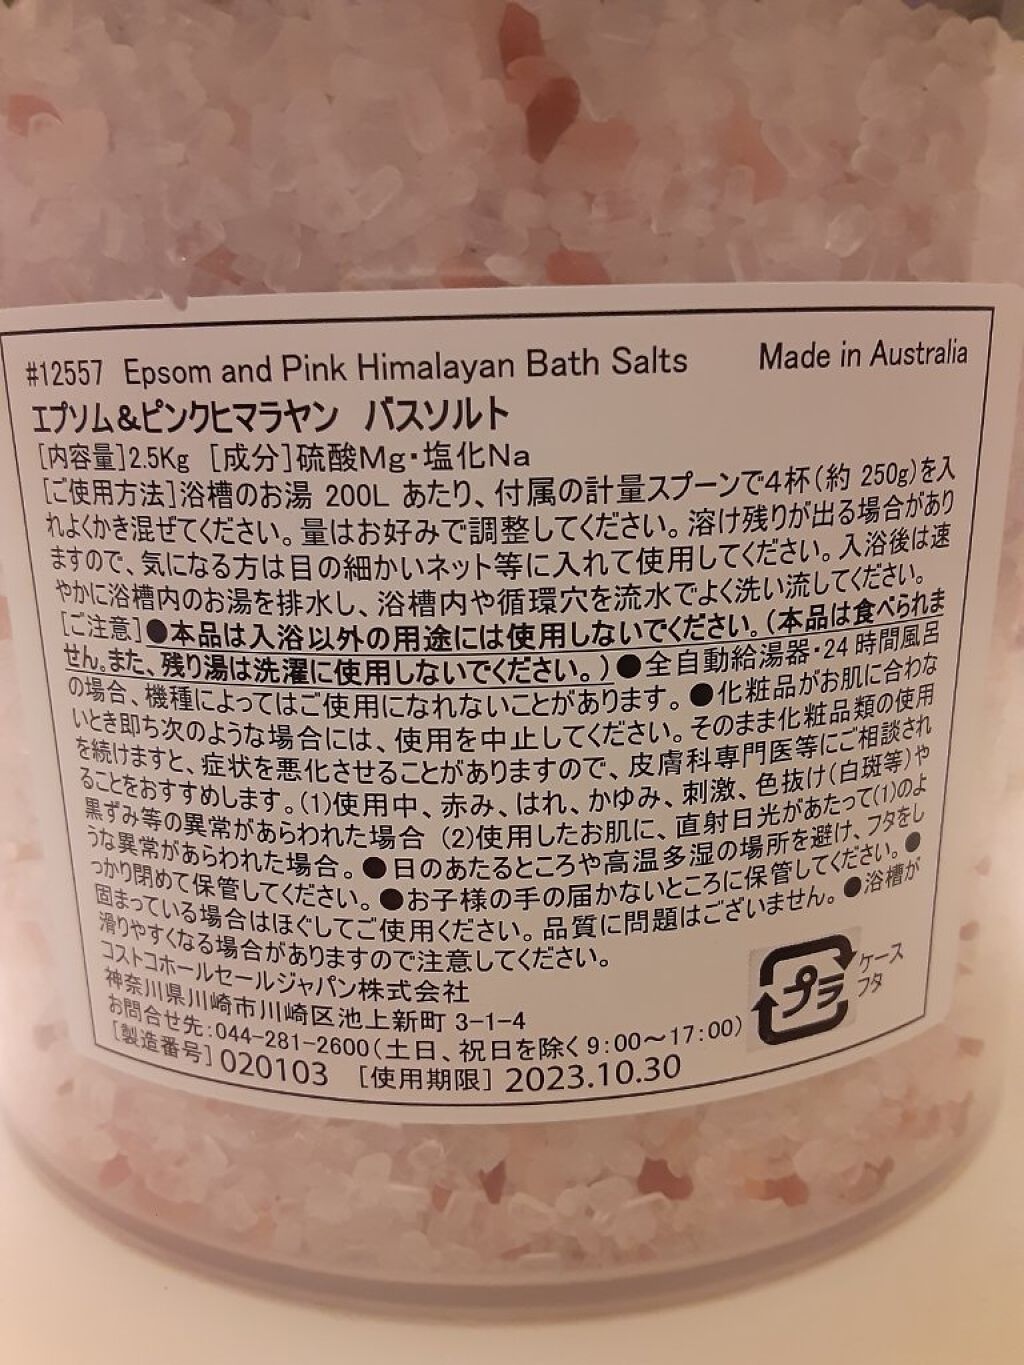 #12557 Epsom and Pink Himalayan Bath Salts Made in Australia
エプソム&ピンクヒマラヤン バスソルト
[内容量]2.5Kg [成分]硫酸Mg・塩化Na
[ご使用方法]浴槽のお湯 200L あたり、付属の計量スプーンで4杯(約 250g)を入
れよくかき混ぜてください。量はお好みで調整してください。溶け残りが出る場合があり
ますので、気になる方は目の細かいネット等に入れて使用してください。入浴後は速
やかに浴槽内のお湯を排水し、浴槽内や循環穴を流水でよく洗い流してください。
[ご注意]●本品は入浴以外の用途には使用しないでください。(本品は食べられま
せん。また、残り湯は洗濯に使用しないでください。)●全自動給湯器・24時間風呂
の場合、機種によってはご使用になれないことがあります。●化粧品がお肌に合わな
いとき即ち次のような場合には、使用を中止してください。そのまま化粧品類の使用
を続けますと、症状を悪化させることがありますので、皮膚科専門医等にご相談され
ることをおすすめします。(1)使用中、赤み、はれ、かゆみ、刺激、色抜け(白斑等)や
黒ずみ等の異常があらわれた場合 (2)使用したお肌に、直射日光があたって(1)のよ
うな異常があらわれた場合。●日のあたるところや高温多湿の場所を避け、フタをし
っかり閉めて保管してください。●お子様の手の届かないところに保管してください。●
固まっている場合はほぐしてご使用ください。品質に問題はございません。●浴槽が
滑りやすくなる場合がありますので注意してください。
コストコホールセールジャパン株式会社
神奈川県川崎市川崎区池上新町 3-1-4
お問合せ先:044-281-2600(土日、祝日を除く9:00～17:00)
[製造番号]020103 [使用期限]2023.10.30
プラ
ケース
フタ